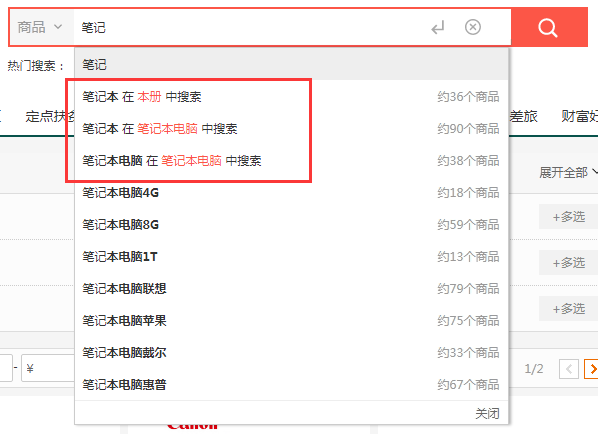 商品 笔记
热门搜索：
笔记
笔记本 在 本册 中搜索 约36个商品
定点扶贫 差旅 财富好
笔记本 在 笔记本电脑 中搜索 约90个商品
笔记本电脑 在 笔记本电脑 中搜索 约38个商品
展开全部
笔记本电脑4G 约18个商品
+多选
笔记本电脑8G 约59个商品
笔记本电脑1T 约13个商品
+多选
笔记本电脑联想 约79个商品
+多选
笔记本电脑苹果 约75个商品
笔记本电脑戴尔 约33个商品
- ¥ 1/2
笔记本电脑惠普 约67个商品
关闭
Canon